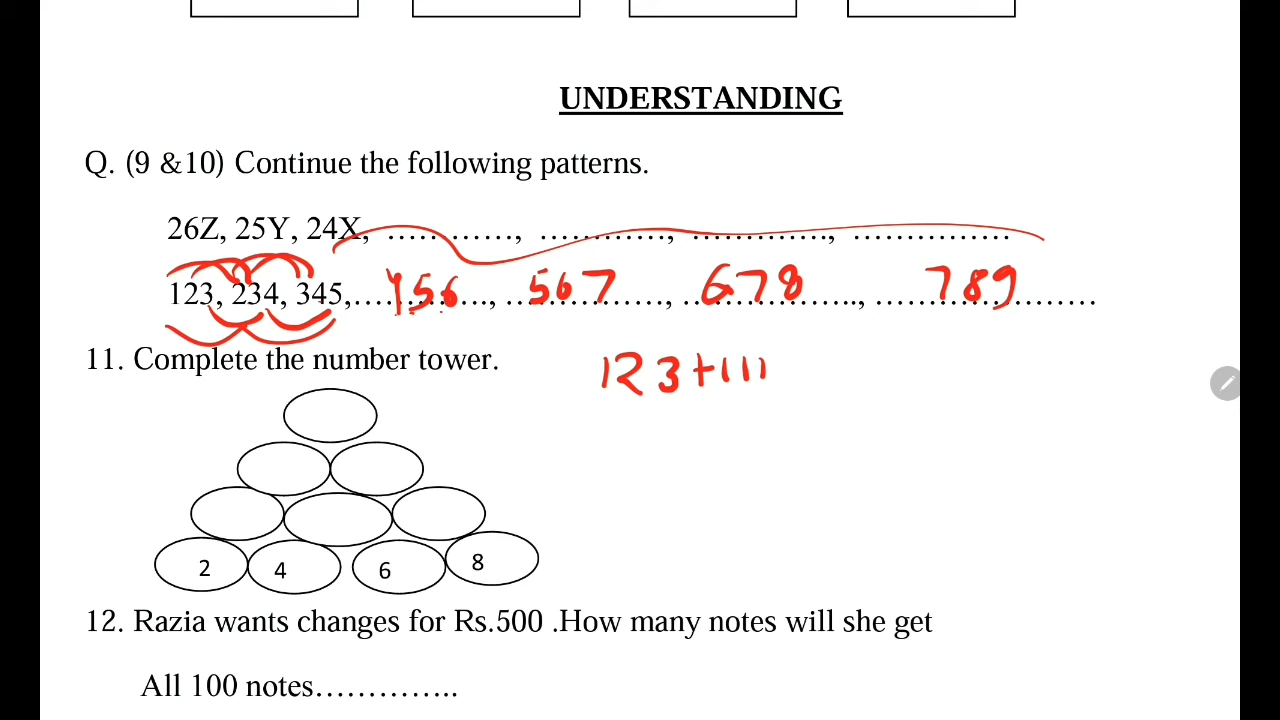 UNDERSTANDING
Q. (9 &10) Continue the following patterns.
26Z, 25Y, 24X, …………, …………, …………, ……………
123, 234, 345,…………, ……………, …………….., …………………
456 567 678 789
11. Complete the number tower.
123+111
2 4 6 8
12. Razia wants changes for Rs.500 .How many notes will she get
All 100 notes…………..